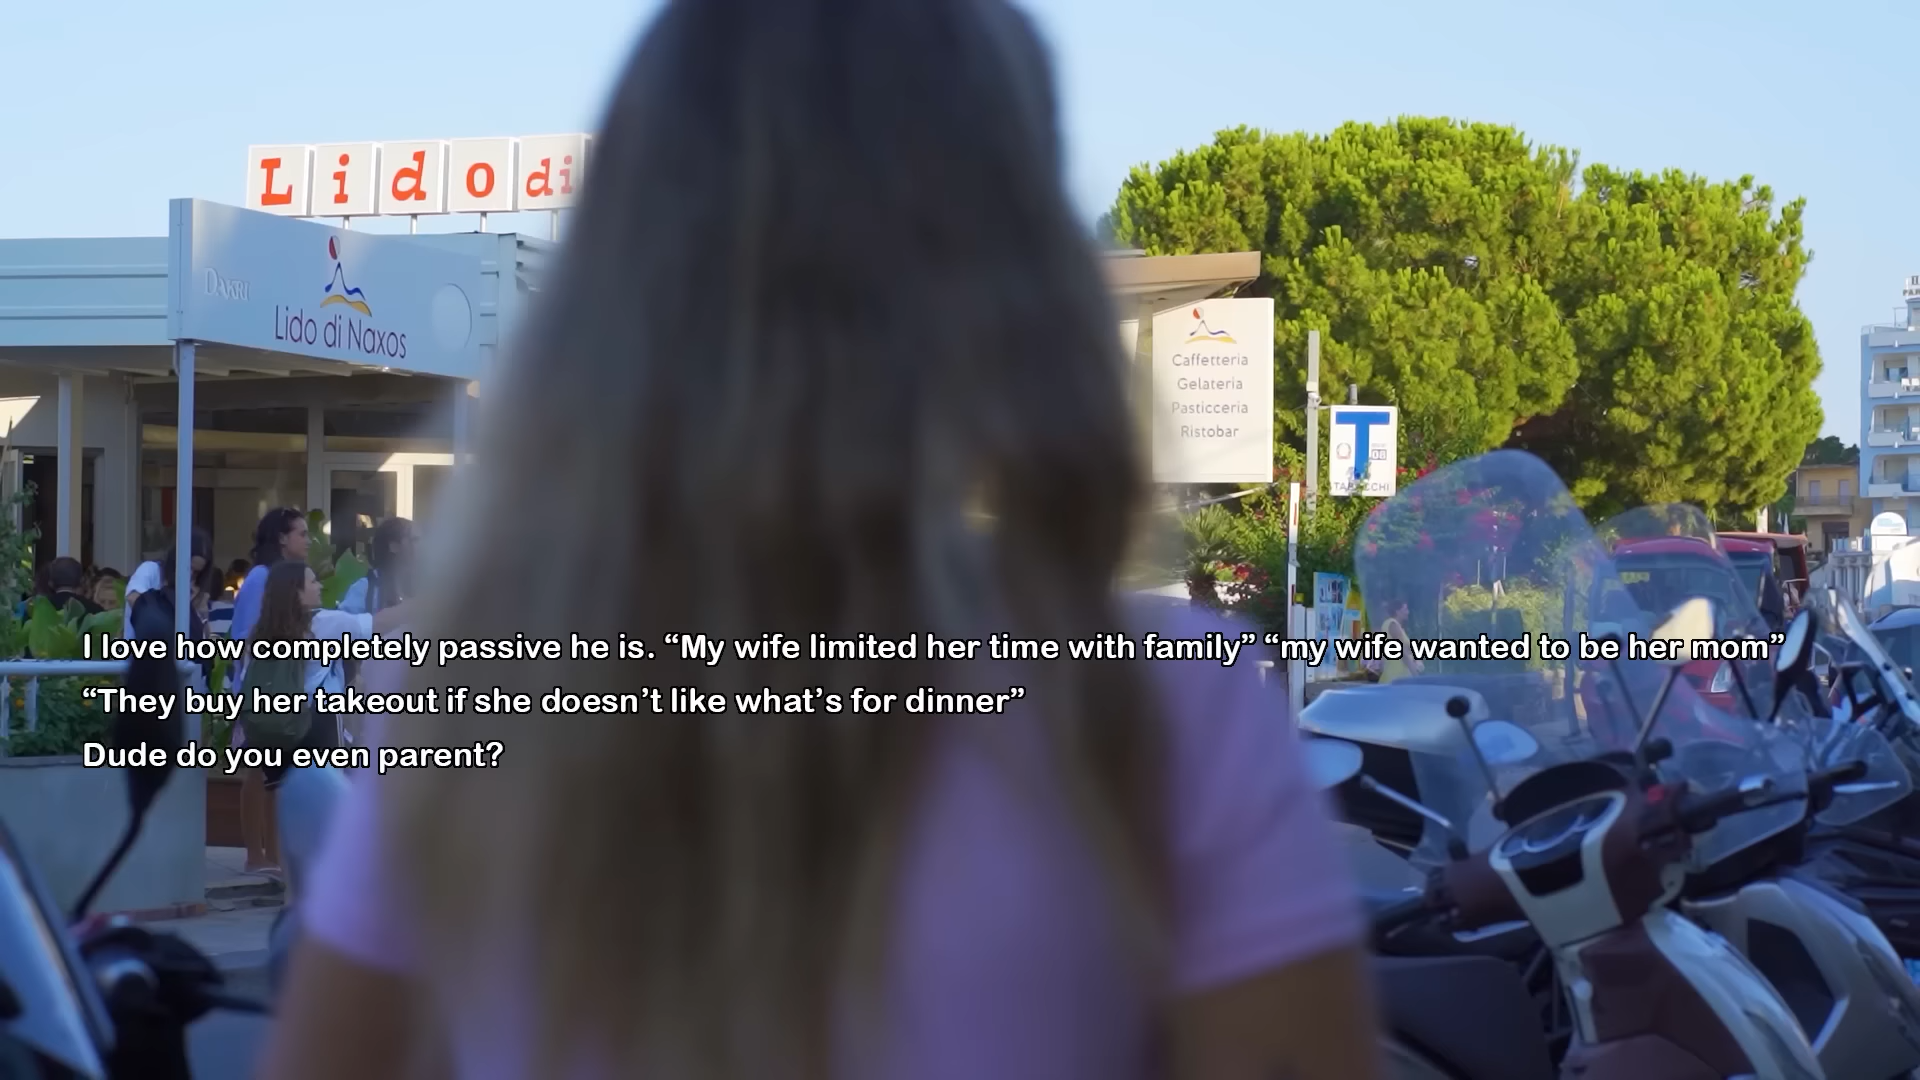 Lido di
DAKRI
Lido di Naxos
Caffetteria
Gelateria
Pasticceria
Ristobar
T
08
I love how completely passive he is. “My wife limited her time with family” “my wife wanted to be her mom”
“They buy her takeout if she doesn’t like what’s for dinner”
Dude do you even parent?